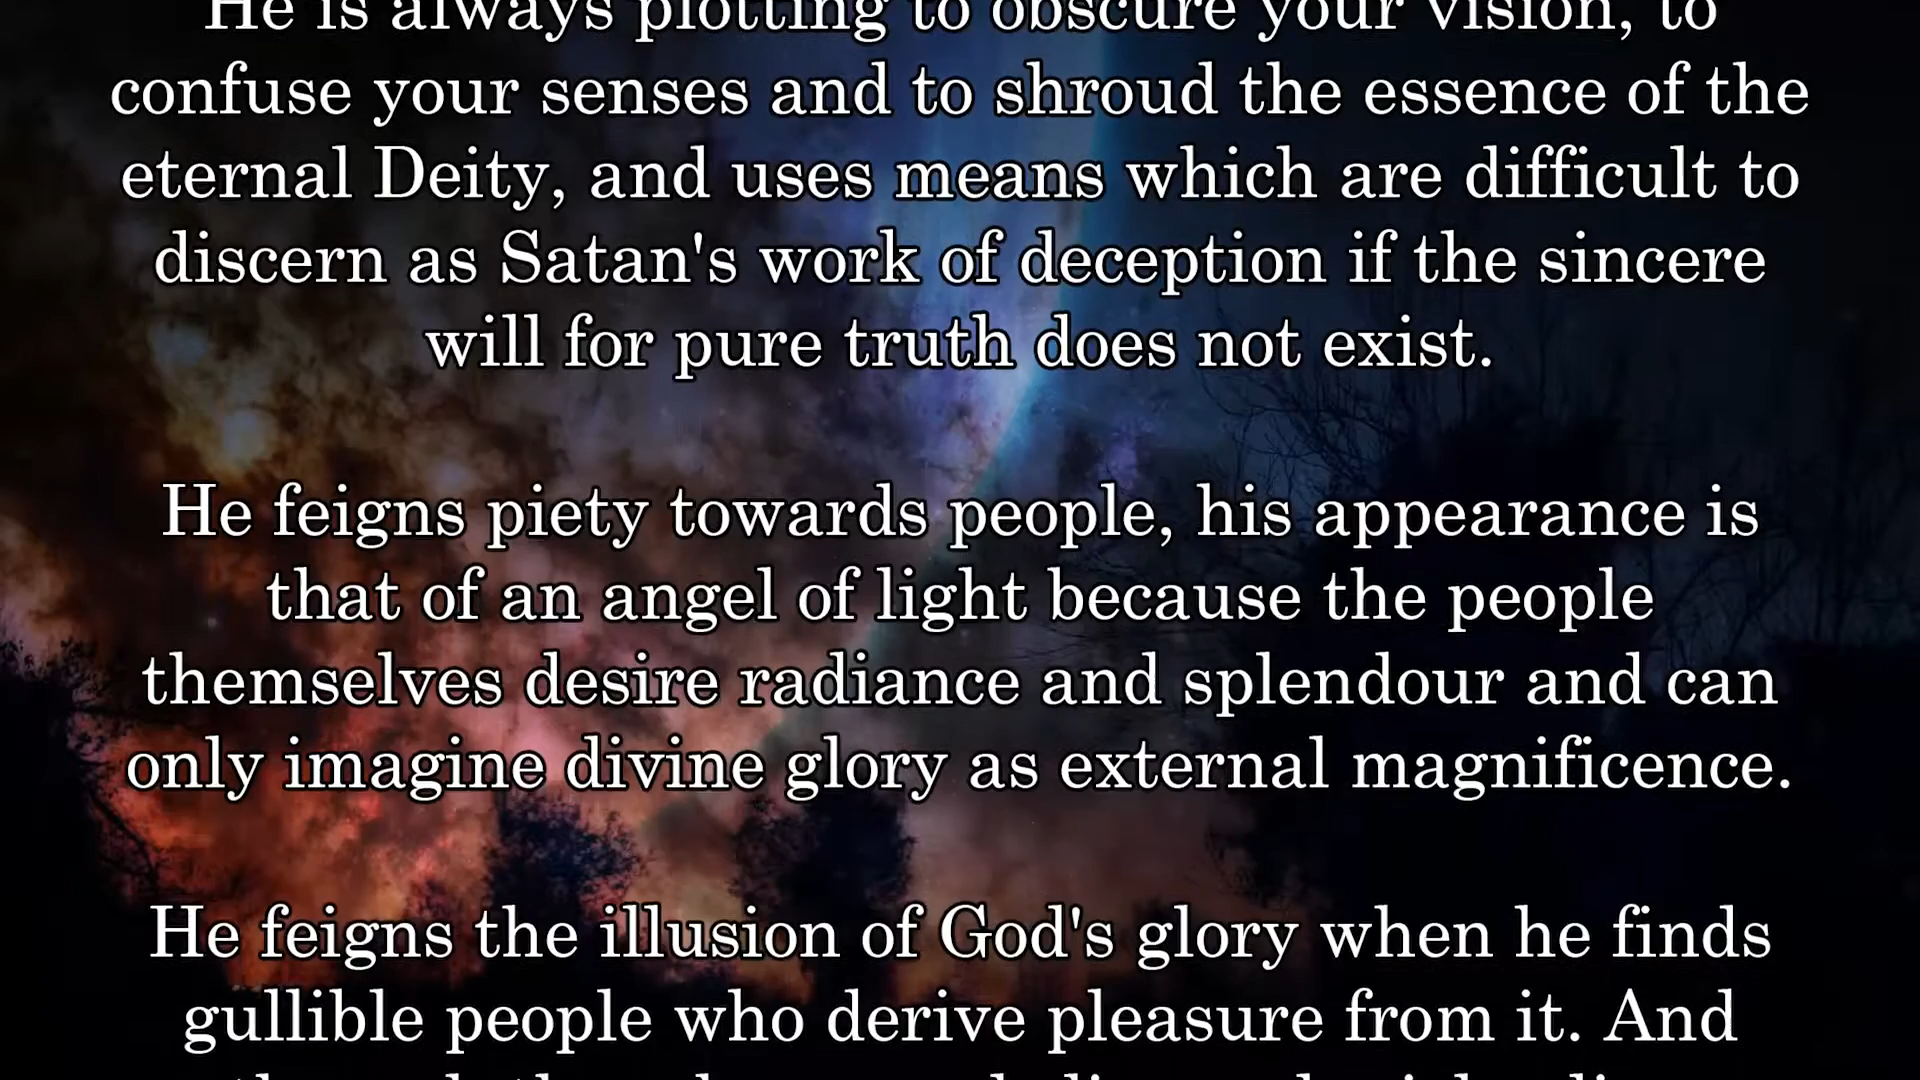 He is always plotting to obscure your vision, to
confuse your senses and to shroud the essence of the
eternal Deity, and uses means which are difficult to
discern as Satan's work of deception if the sincere
will for pure truth does not exist.
He feigns piety towards people, his appearance is
that of an angel of light because the people
themselves desire radiance and splendour and can
only imagine divine glory as external magnificence.
He feigns the illusion of God's glory when he finds
gullible people who derive pleasure from it. And